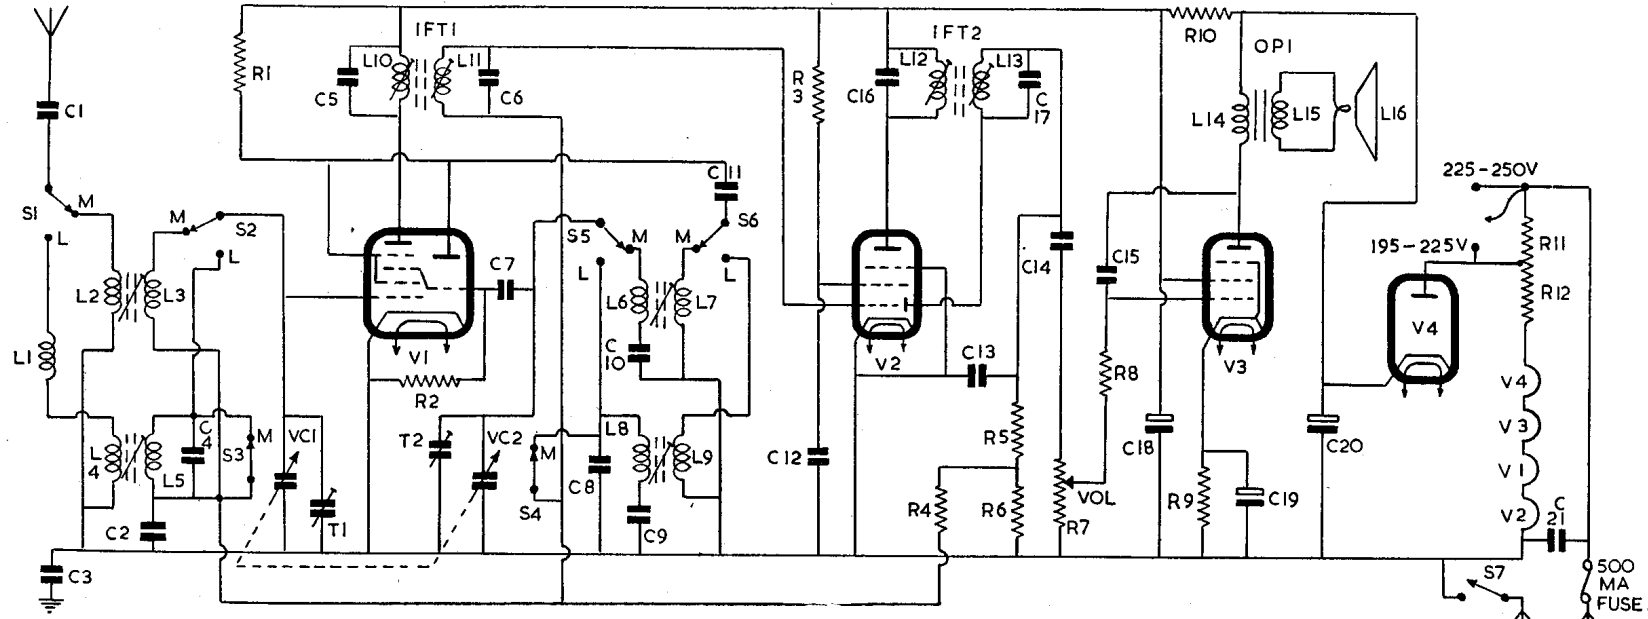 IFT1
IFT2
R10
OP1
R1
L10
L11
C5
C6
R
3
C16
L12
L13
C
17
L14
L15
L16
C1
C 11
225-250V
S1
M
M
S2
L
L
S5
M
M
S6
L
L
C7
C14
C15
195-225V
R11
R12
L2
L3
L6
L7
V4
L1
V1
C
10
V2
C13
V3
R2
R8
V4
V3
V1
V2
L
4
L5
C
4
S3
M
VC1
T1
T2
VC2
M
S4
L8
C8
L9
C9
C12
R4
R5
R6
R7
VOL
C18
R9
C19
C20
C
21
C2
C3
S7
500
MA
FUSE